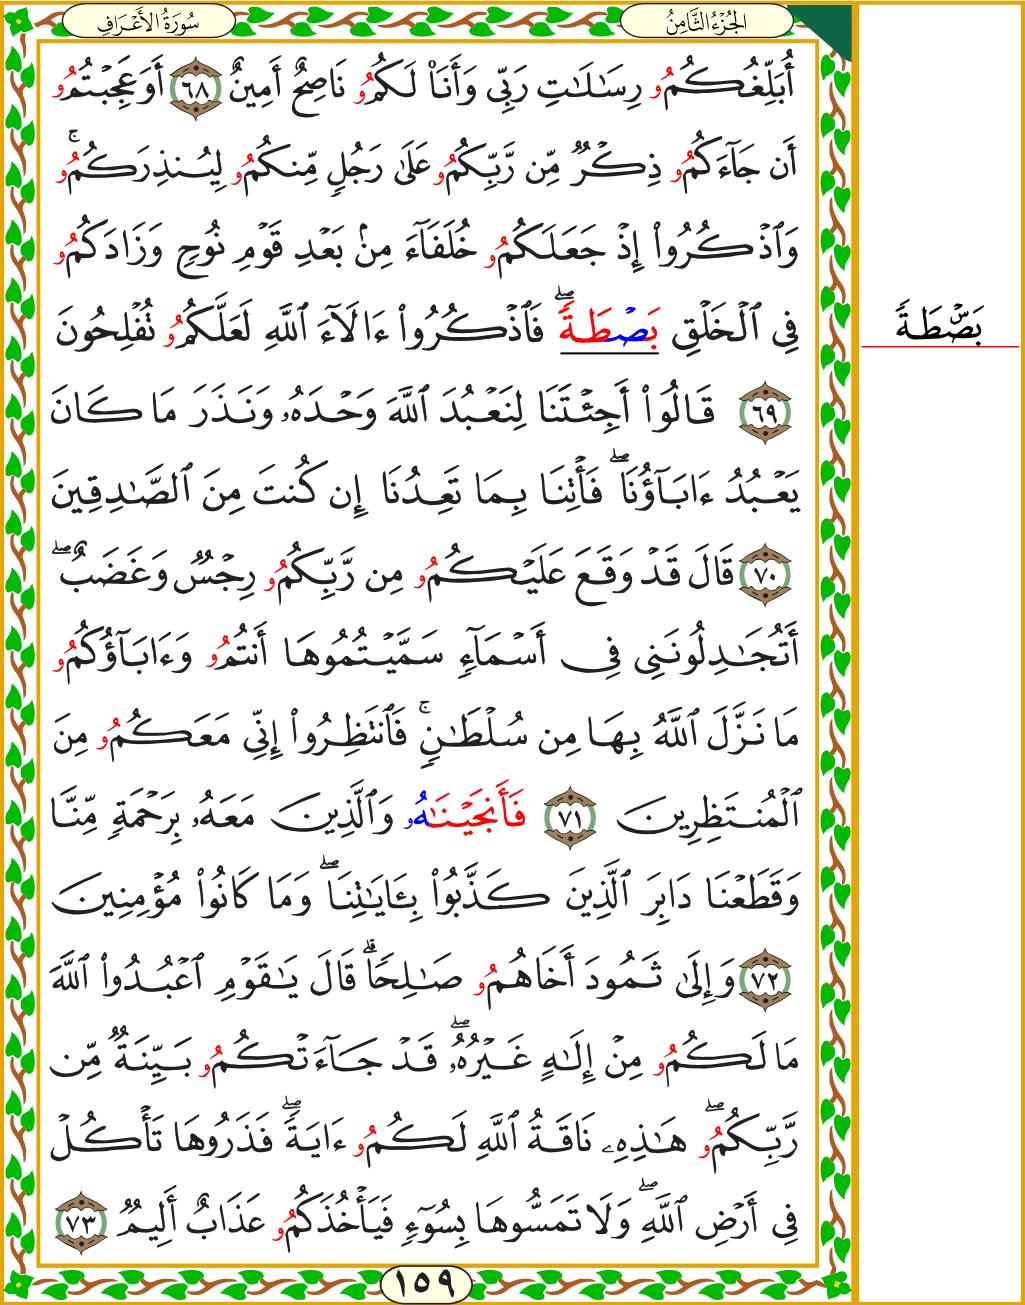 سُورَةُ الأَعْرَافِ
الجُزْءُ الثَّامِنُ
أُبَلِّغُكُمُۥ رِسَٰلَٰتِ رَبِّى وَأَنَا۠ لَكُمُۥ نَاصِحٌ أَمِينٌ ٦٨ أَوَعَجِبْتُمُۥ
أَن جَآءَكُمُۥ ذِكْرٌ مِّن رَّبِّكُمُۥ عَلَىٰ رَجُلٍ مِّنكُمُۥ لِيُنذِرَكُمُۥۚ
وَٱذْكُرُوا۟ إِذْ جَعَلَكُمُۥ خُلَفَآءَ مِنۢ بَعْدِ قَوْمِ نُوحٍ وَزَادَكُمُۥ
فِى ٱلْخَلْقِ بَصْطَةًۖ فَٱذْكُرُوا۟ ءَالَآءَ ٱللَّهِ لَعَلَّكُمُۥ تُفْلِحُونَ
بَصْۜطَةً
٦٩ قَالُوٓا۟ أَجِئْتَنَا لِنَعْبُدَ ٱللَّهَ وَحْدَهُۥ وَنَذَرَ مَا كَانَ
يَعْبُدُ ءَابَآؤُنَاۖ فَأْتِنَا بِمَا تَعِدُنَا إِن كُنتَ مِنَ ٱلصَّٰدِقِينَ
٧٠ قَالَ قَدْ وَقَعَ عَلَيْكُمُۥ مِن رَّبِّكُمُۥ رِجْسٌ وَغَضَبٌۖ
أَتُجَٰدِلُونَنِى فِىٓ أَسْمَآءٍ سَمَّيْتُمُوهَا أَنتُمُۥ وَءَابَآؤُكُمُۥ
مَا نَزَّلَ ٱللَّهُ بِهَا مِن سُلْطَٰنٍۚ فَٱنتَظِرُوٓا۟ إِنِّى مَعَكُمُۥ مِنَ
ٱلْمُنتَظِرِينَ ٧١ فَأَنجَيْنَٰهُۥ وَٱلَّذِينَ مَعَهُۥ بِرَحْمَةٍ مِّنَّا
وَقَطَعْنَا دَابِرَ ٱلَّذِينَ كَذَّبُوا۟ بِـَٔايَٰتِنَاۖ وَمَا كَانُوا۟ مُؤْمِنِينَ
٧٢ وَإِلَىٰ ثَمُودَ أَخَاهُمُۥ صَٰلِحًاۗ قَالَ يَٰقَوْمِ ٱعْبُدُوا۟ ٱللَّهَ
مَا لَكُمُۥ مِنْ إِلَٰهٍ غَيْرُهُۥۖ قَدْ جَآءَتْكُمُۥ بَيِّنَةٌ مِّن
رَّبِّكُمُۥۖ هَٰذِهِۦ نَاقَةُ ٱللَّهِ لَكُمُۥ ءَايَةًۖ فَذَرُوهَا تَأْكُلْ
فِىٓ أَرْضِ ٱللَّهِۖ وَلَا تَمَسُّوهَا بِسُوٓءٍ فَيَأْخُذَكُمُۥ عَذَابٌ أَلِيمٌ ٧٣
١٥٩